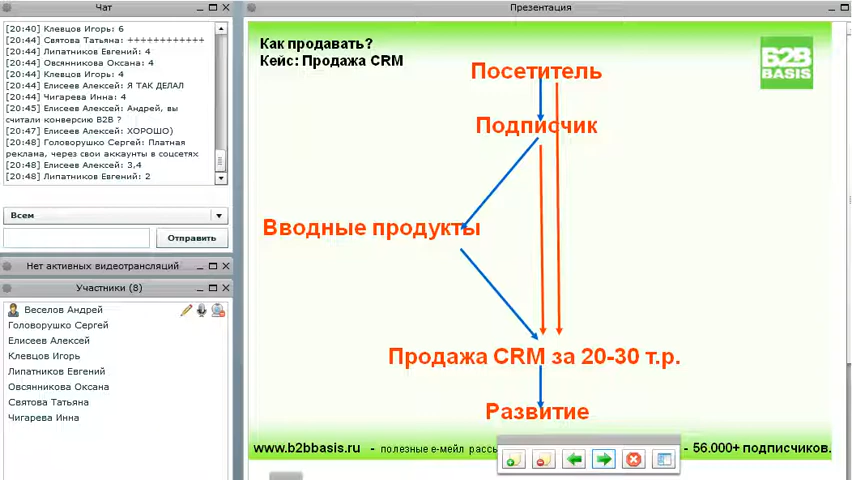 Чат
[20:40] Клевцов Игорь: 6
[20:44] Святова Татьяна: ++++++++++++
[20:44] Липатников Евгений: 4
[20:44] Овсянникова Оксана: 4
[20:44] Клевцов Игорь: 4
[20:44] Елисеев Алексей: Я ТАК ДЕЛАЛ
[20:44] Чигарева Инна: 4
[20:45] Елисеев Алексей: Андрей, вы
считали конверсию B2B ?
[20:47] Елисеев Алексей: ХОРОШО)
[20:48] Головорушко Сергей: Платная
реклама, через свои аккаунты в соцсетях
[20:48] Елисеев Алексей: 3,4
[20:48] Липатников Евгений: 2
Всем
Отправить
Нет активных видеотрансляций
Участники (8)
Веселов Андрей
Головорушко Сергей
Елисеев Алексей
Клевцов Игорь
Липатников Евгений
Овсянникова Оксана
Святова Татьяна
Чигарева Инна
Презентация
Как продавать?
Кейс: Продажа CRM
Б2В
BASIS
Посетитель
Подписчик
Вводные продукты
Продажа CRM за 20-30 т.р.
Развитие
www.b2bbasis.ru - полезные е-мейл рассы - 56.000+ подписчиков.